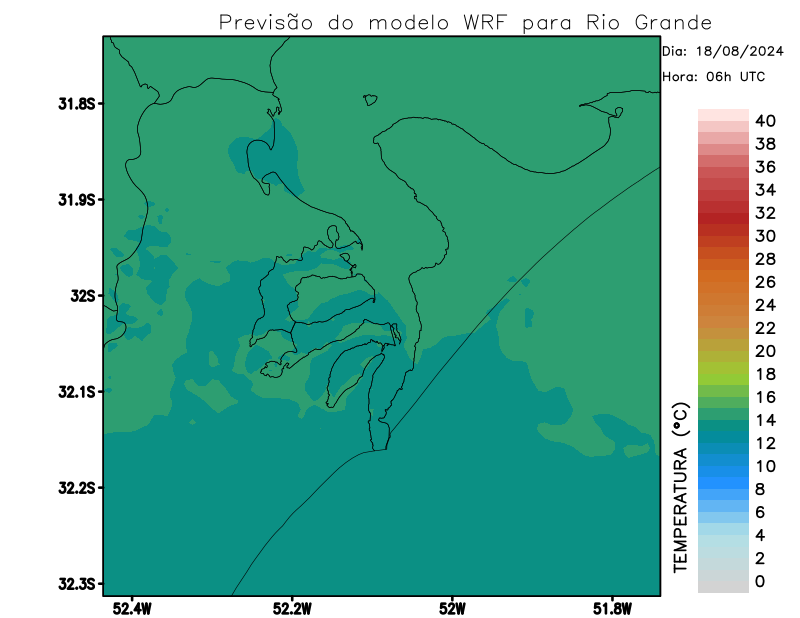 Previsão do modelo WRF para Rio Grande
Dia: 18/08/2024
Hora: 06h UTC
31.8S
31.9S
32S
32.1S
32.2S
32.3S
52.4W
52.2W
52W
51.8W
TEMPERATURA (°C)
40
38
36
34
32
30
28
26
24
22
20
18
16
14
12
10
8
6
4
2
0